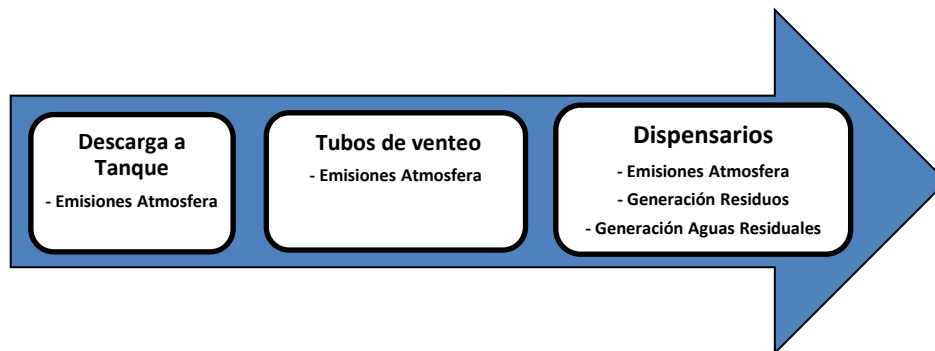 Descarga a
Tanque
- Emisiones Atmosfera
Tubos de venteo
- Emisiones Atmosfera
Dispensarios
- Emisiones Atmosfera
- Generación Residuos
- Generación Aguas Residuales